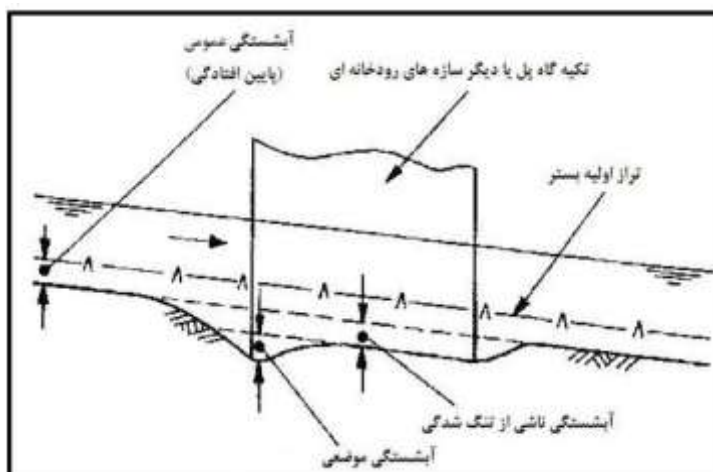 آبشستگی عمومی
(پایین افتادگی)
تکیه گاه پل یا دیگر سازه های رودخانه ای
تراز اولیه بستر
آبشستگی ناشی از تنگ شدگی
آبشستگی موضعی